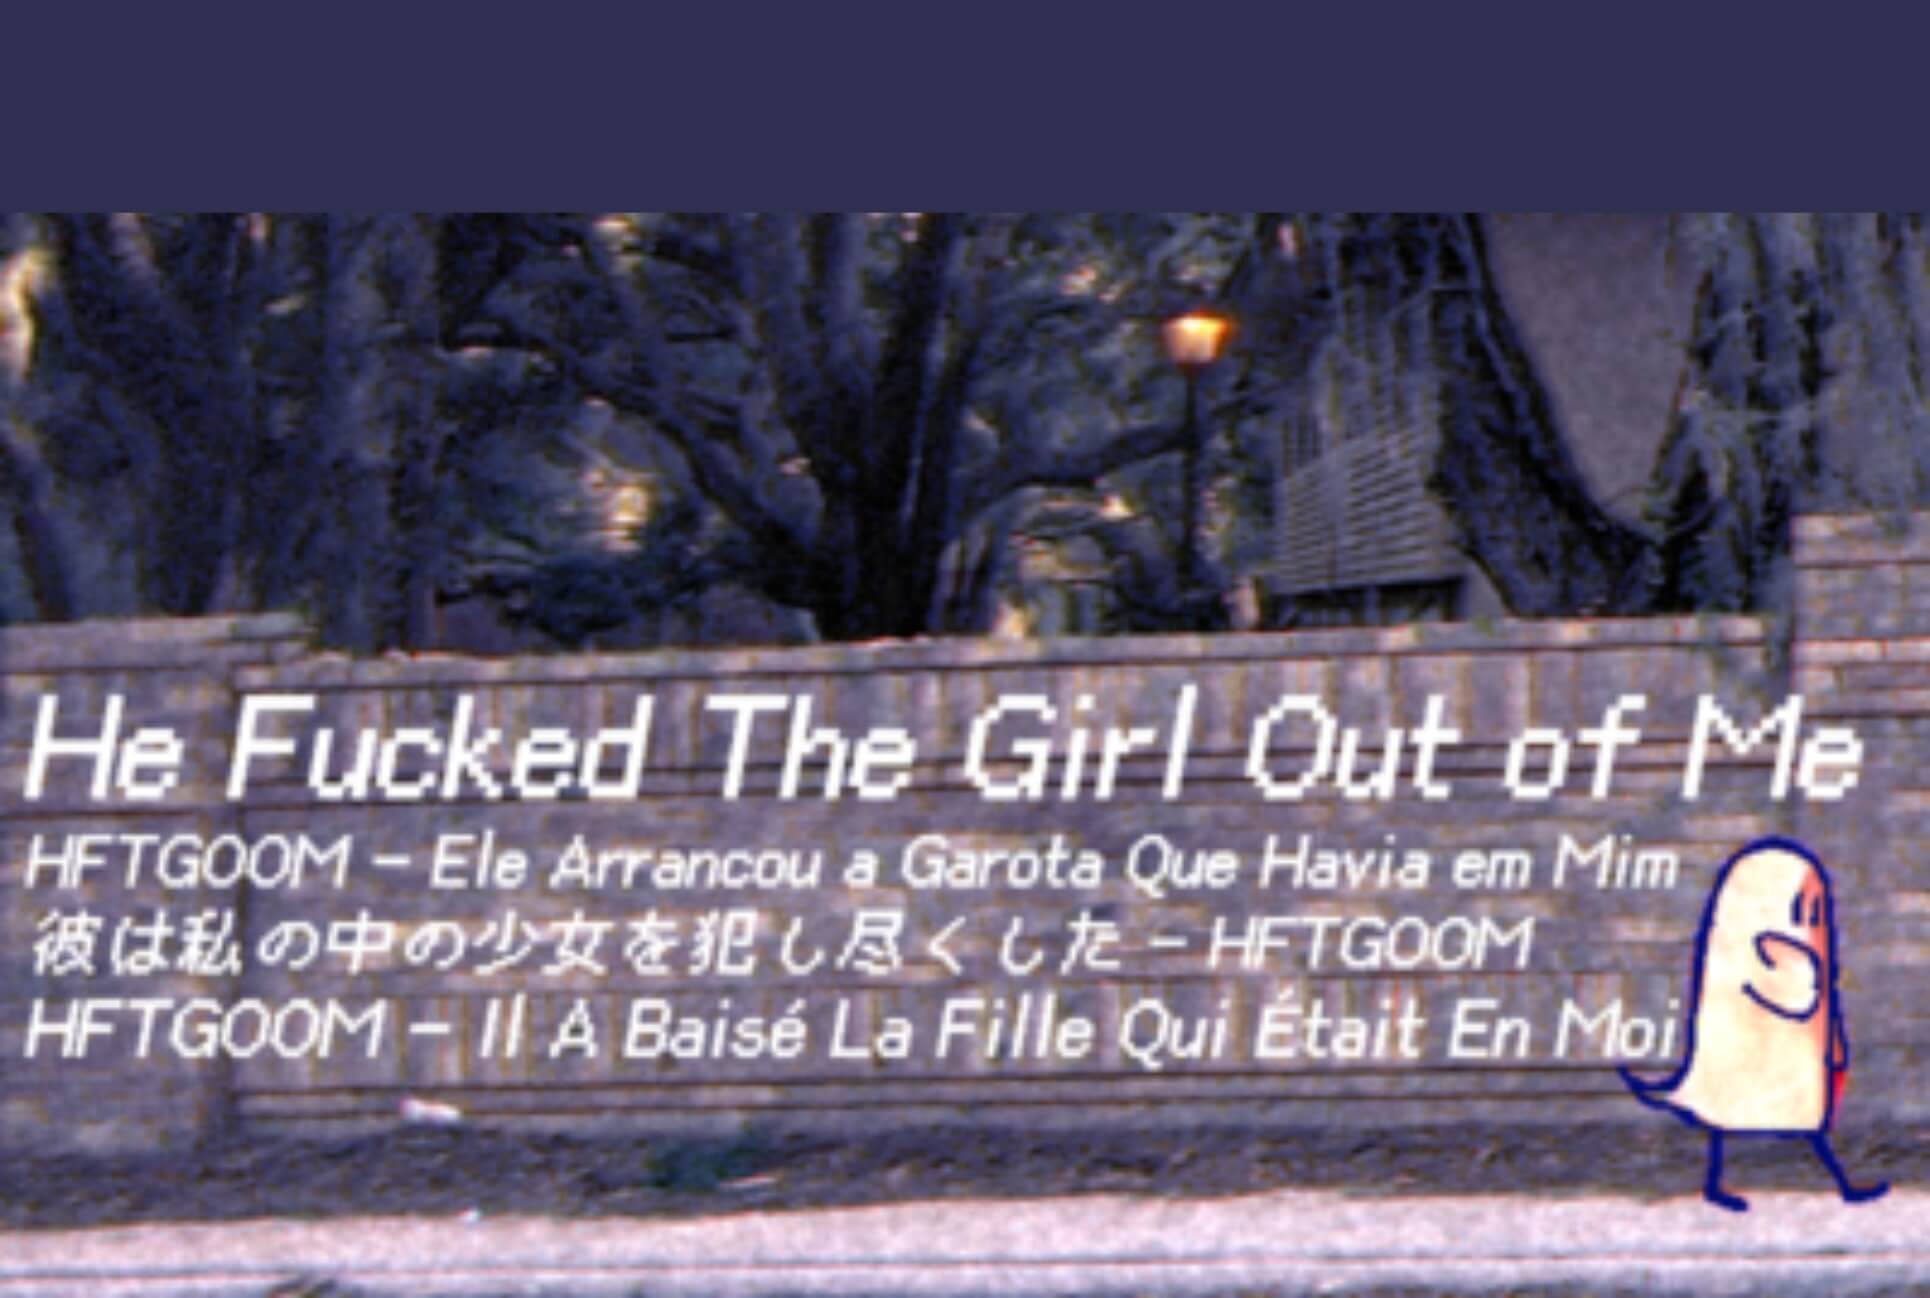 He Fucked The Girl Out of Me
HFTGOOM - Ele Arrancou a Garota Que Havia em Mim
彼は私の中の少女を犯し尽くした - HFTGOOM
HFTGOOM - Il A Baisé La Fille Qui Était En Moi